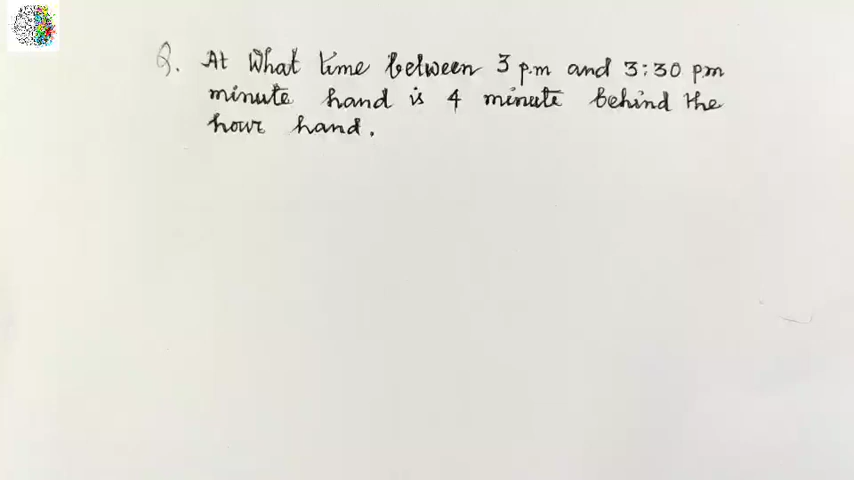 Q. At What time between 3 p.m and 3:30 pm
minute hand is 4 minute behind the
hour hand.